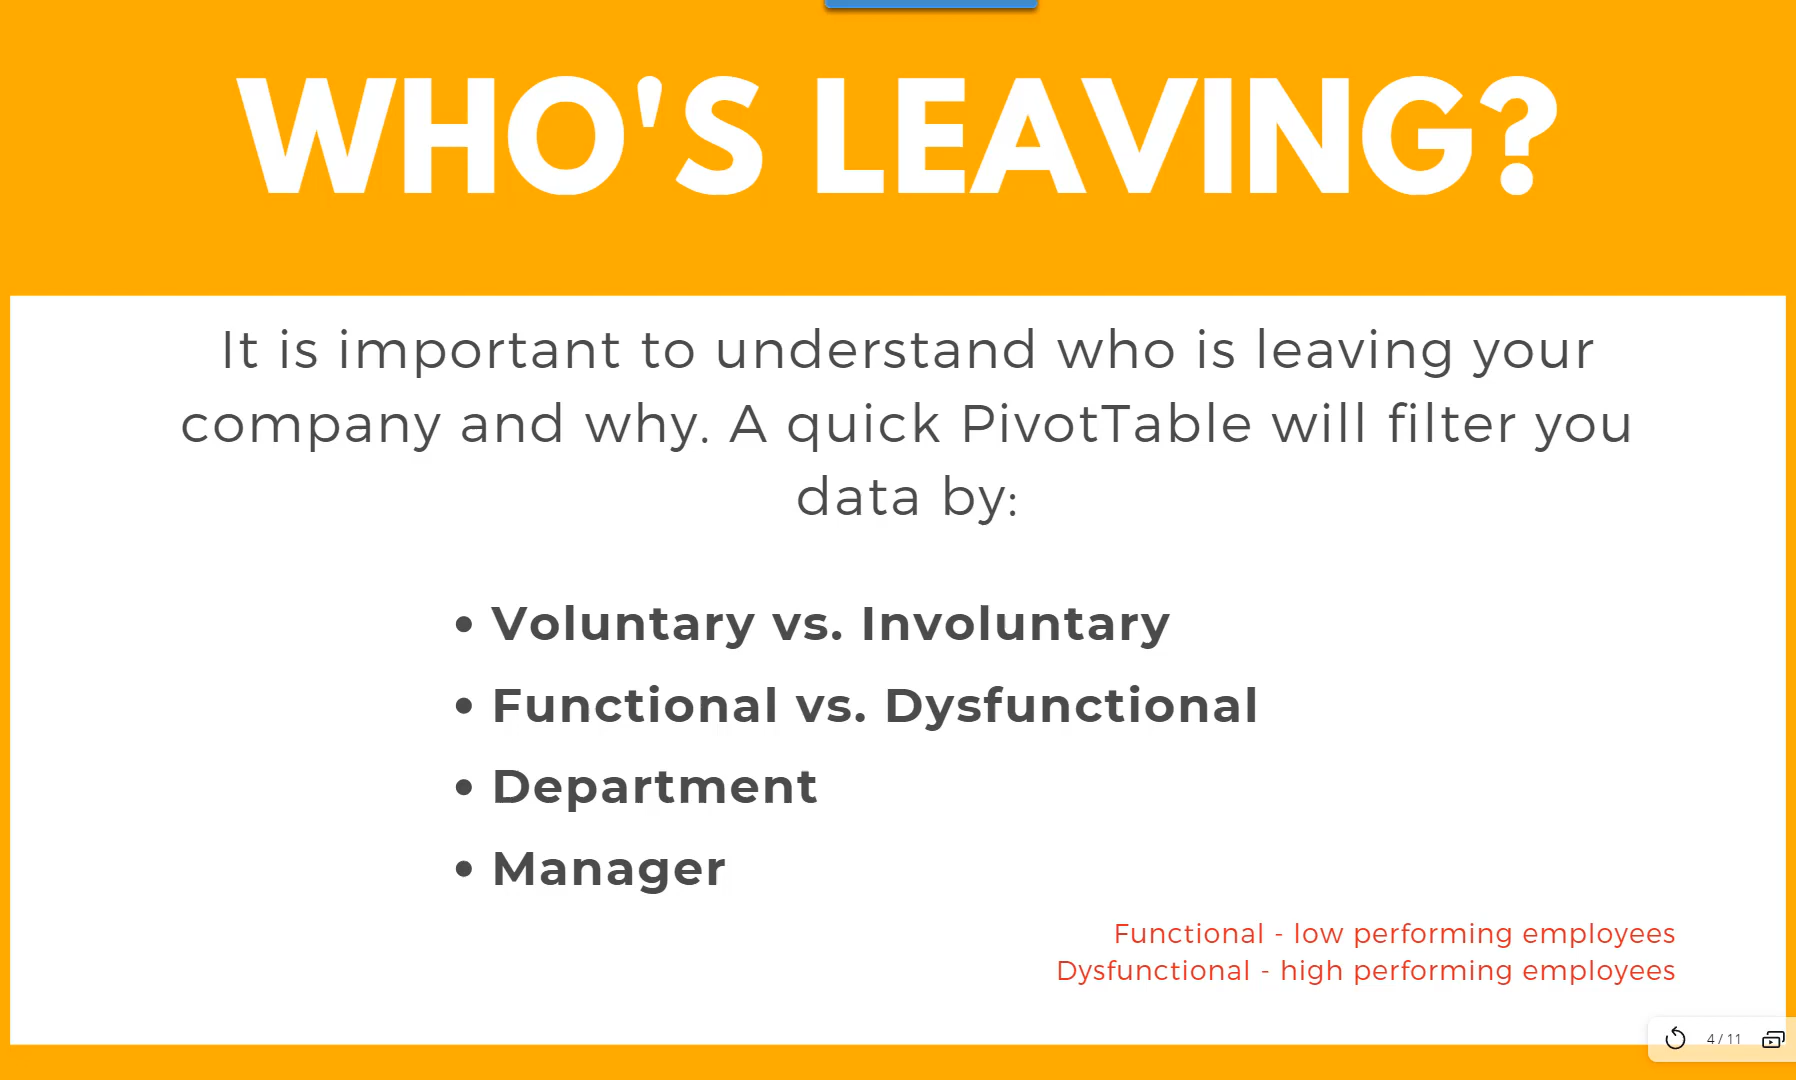 WHO'S LEAVING?
It is important to understand who is leaving your
company and why. A quick PivotTable will filter you
data by:
• Voluntary vs. Involuntary
• Functional vs. Dysfunctional
• Department
• Manager
Functional - low performing employees
Dysfunctional - high performing employees
4 / 11